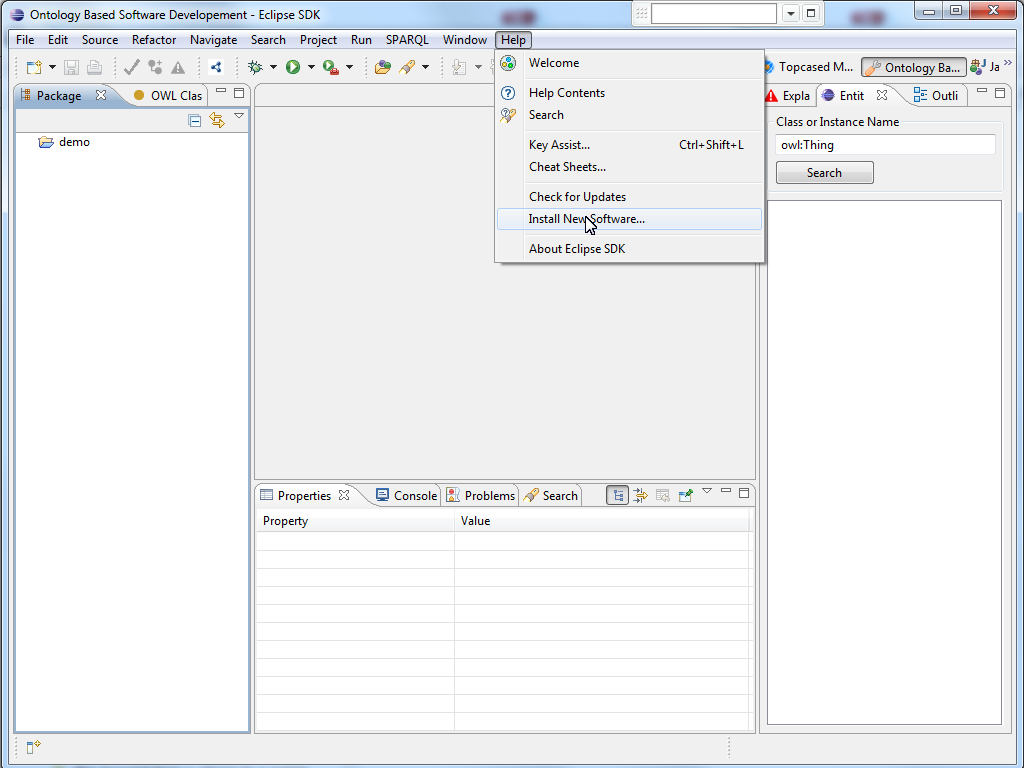 Ontology Based Software Developement - Eclipse SDK
File Edit Source Refactor Navigate Search Project Run SPARQL Window Help
Welcome
Help Contents
Search
Key Assist... Ctrl+Shift+L
Cheat Sheets...
Check for Updates
Install New Software...
About Eclipse SDK
Topcased M... Ontology Ba... Ja
Package OWL Clas
demo
Expla Entit Outli
Class or Instance Name
owl:Thing
Search
Properties Console Problems Search
Property Value